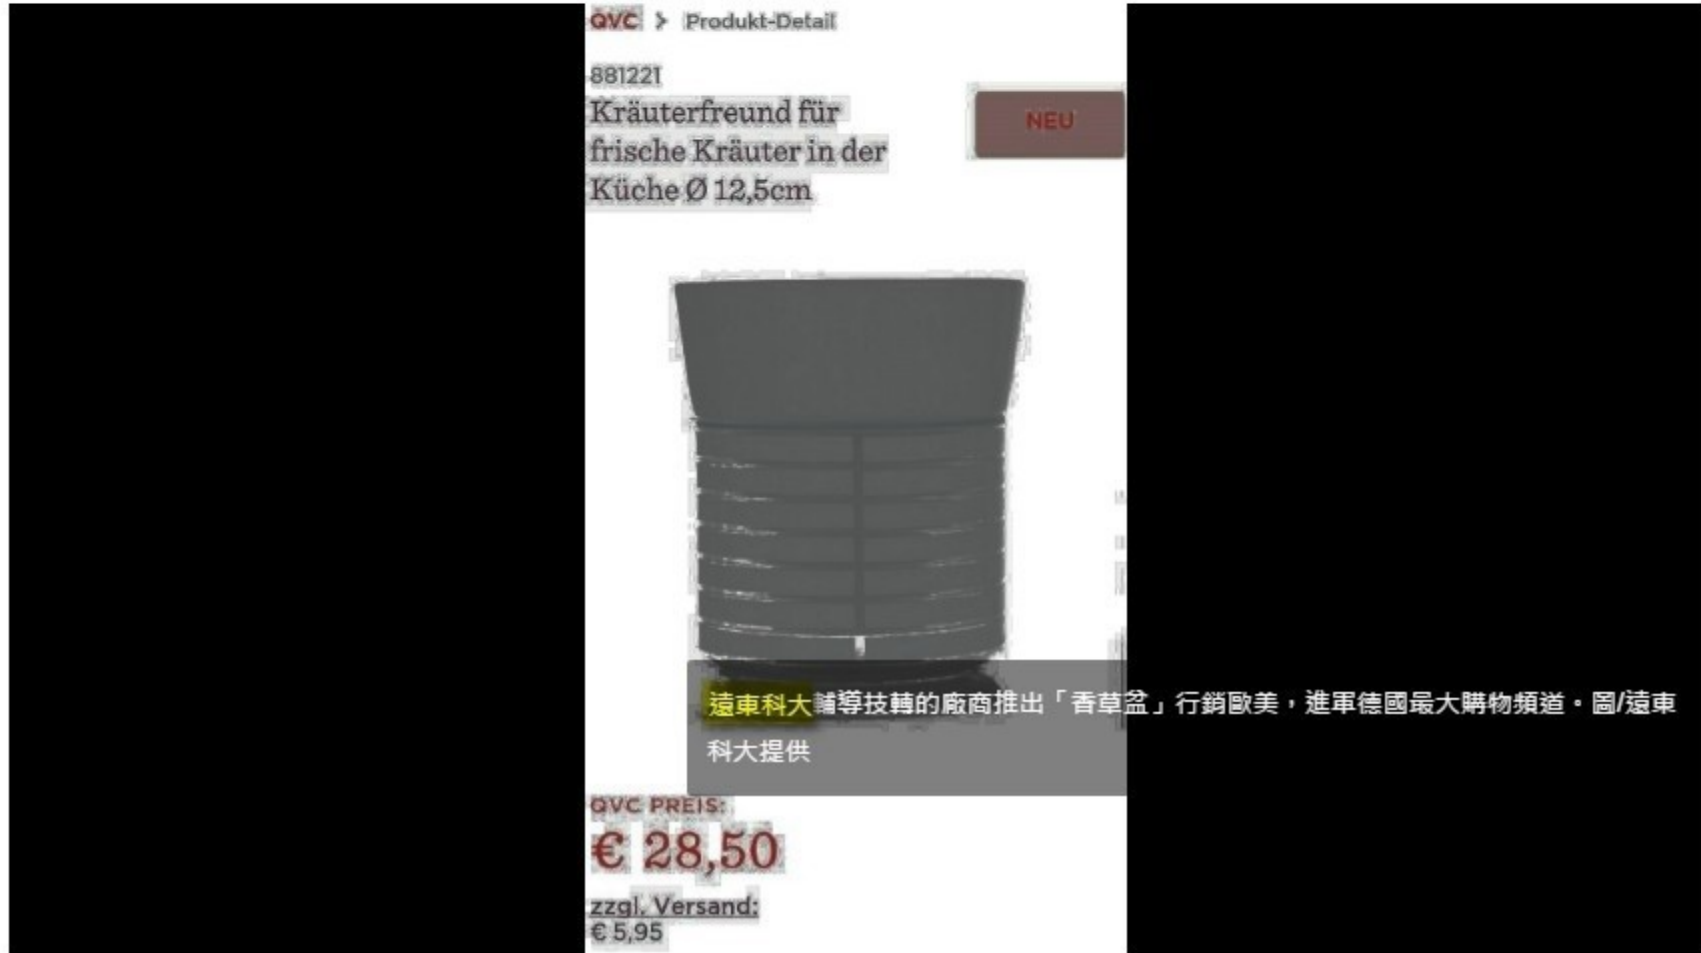 QVC > Produkt-Detail
881221
Kräuterfreund für
frische Kräuter in der
Küche Ø 12,5cm
NEU
遠東科大輔導技轉的廠商推出「香草盆」行銷歐美，進軍德國最大購物頻道。圖/遠東
科大提供
QVC PREIS:
€ 28,50
zzgl. Versand:
€ 5,95